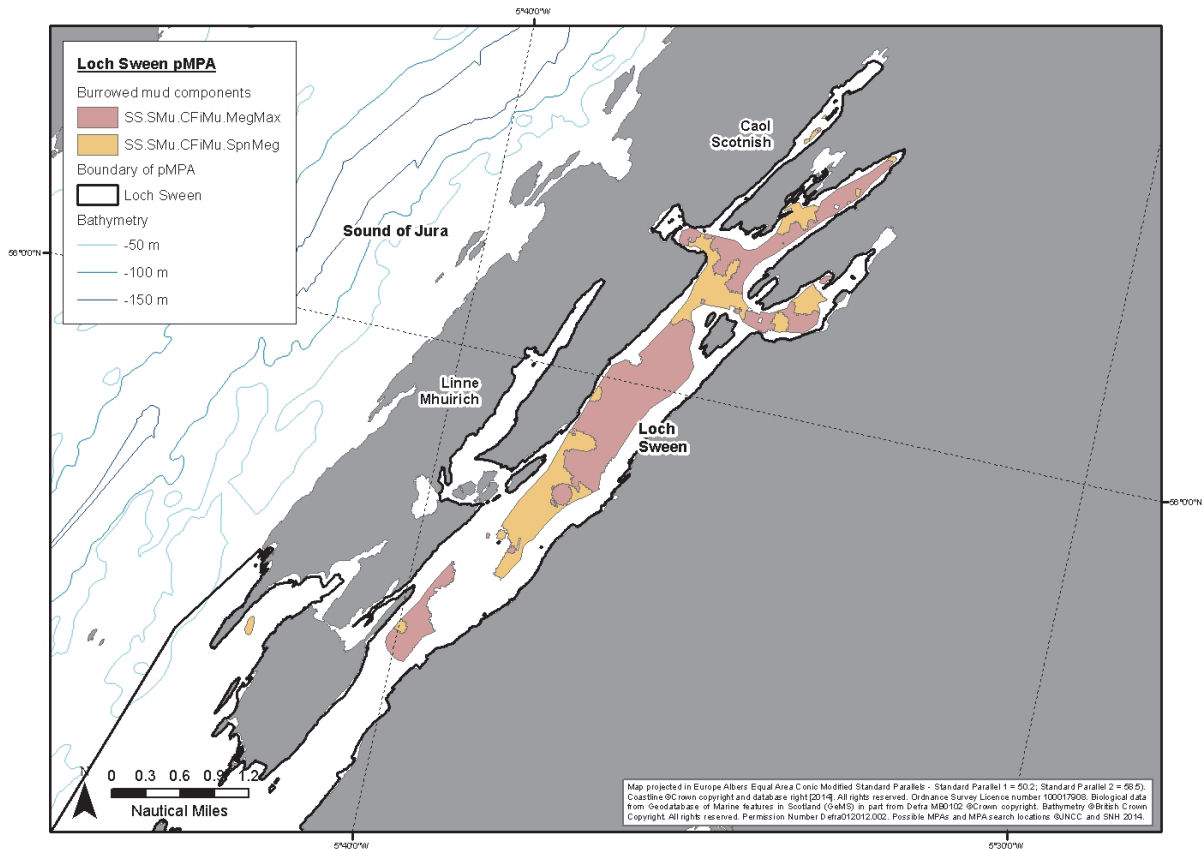 5°40'0"W
Loch Sween pMPA
Burrowed mud components
SS.SMu.CFiMu.MegMax
SS.SMu.CFiMu.SpnMeg
Boundary of pMPA
Loch Sween
Bathymetry
-50 m
-100 m
-150 m
Caol
Scotnish
Sound of Jura
56°0'0"N
Linne
Mhuirich
Loch
Sween
56°0'0"N
N
0 0.3 0.6 0.9 1.2
Nautical Miles
Map projected in Europe Albers Equal Area Conic Modified Standard Parallels - Standard Parallel 1 = 50.2; Standard Parallel 2 = 58.5).
Coastline ©Crown copyright and database right [2014]. All rights reserved. Ordnance Survey Licence number 100017908. Biological data
from Geodatabase of Marine features in Scotland (GeMS) in part from Defra MB0102 ©Crown copyright. Bathymetry ©British Crown
Copyright. All rights reserved. Permission Number Defra012012.002. Possible MPAs and MPA search locations ©JNCC and SNH 2014.
5°40'0"W
5°30'0"W